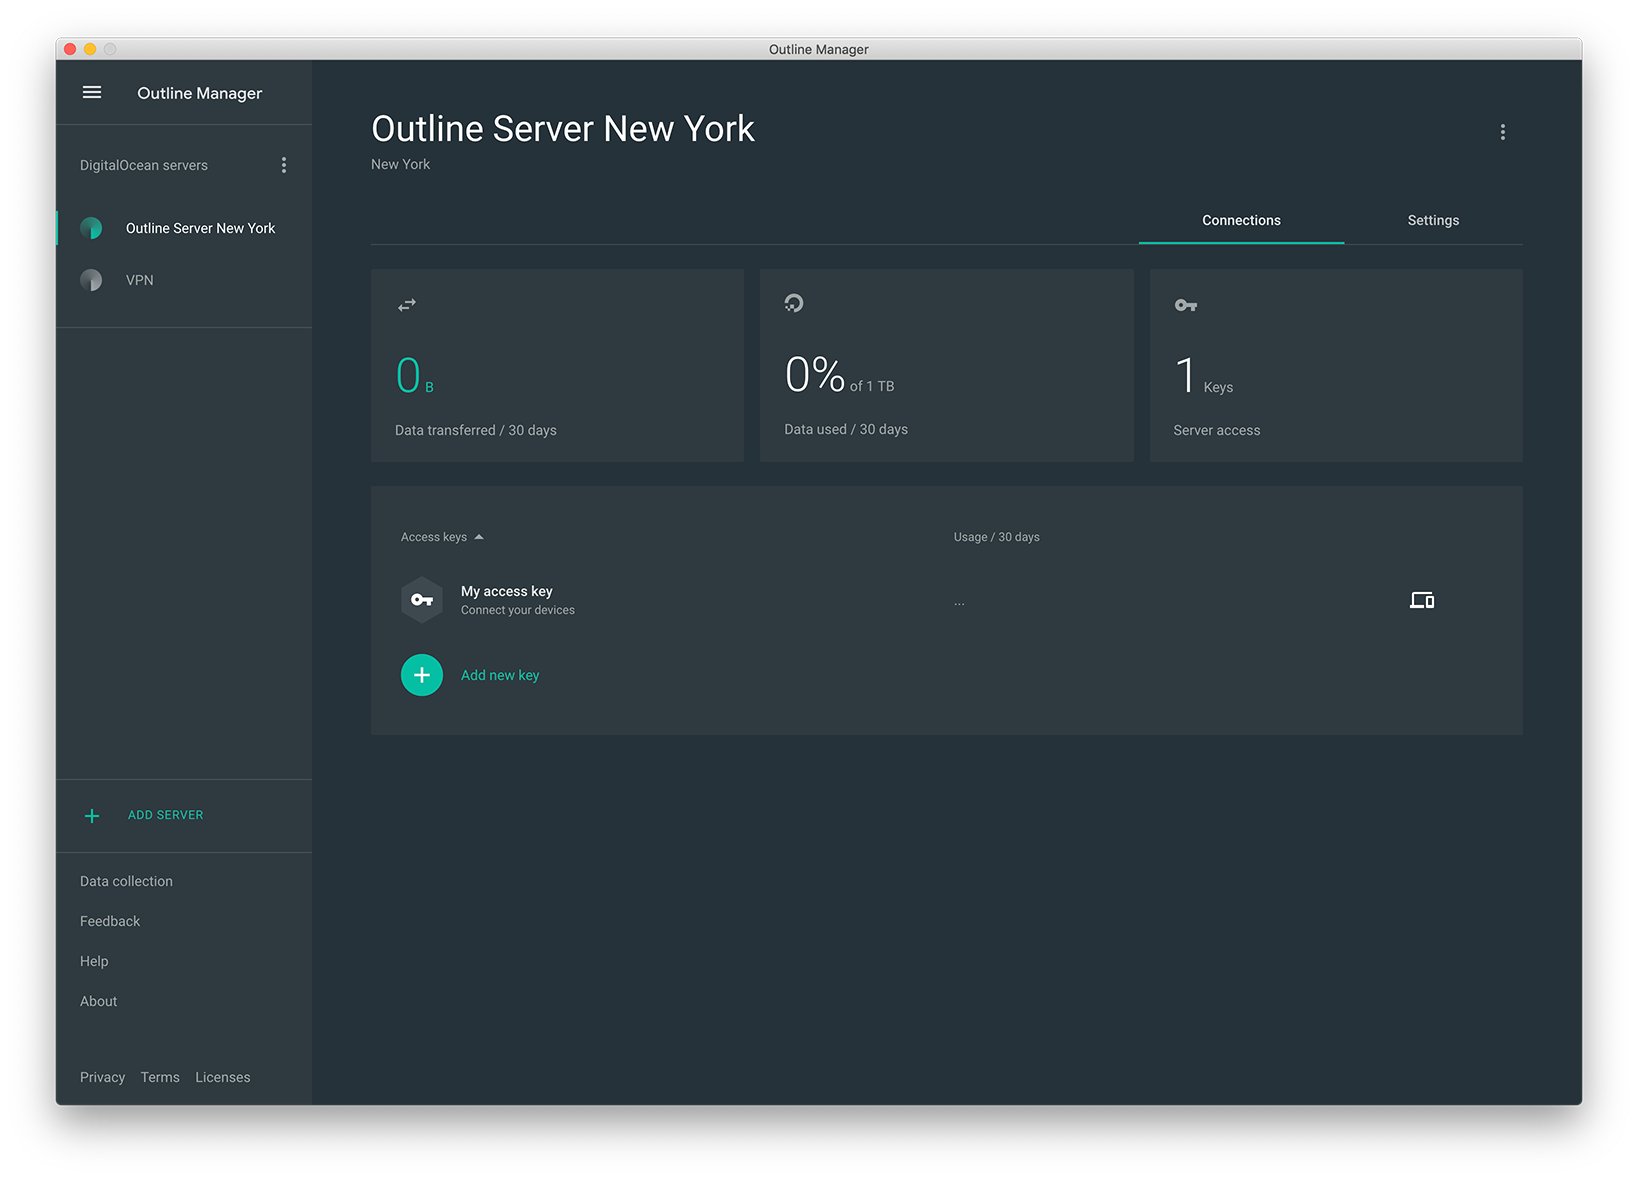 Outline Manager
Outline Manager
DigitalOcean servers
Outline Server New York
VPN
ADD SERVER
Data collection
Feedback
Help
About
Privacy Terms Licenses
Outline Server New York
New York
Connections Settings
0 B
Data transferred / 30 days
0% of 1 TB
Data used / 30 days
1 Keys
Server access
Access keys Usage / 30 days
My access key
Connect your devices
...
Add new key